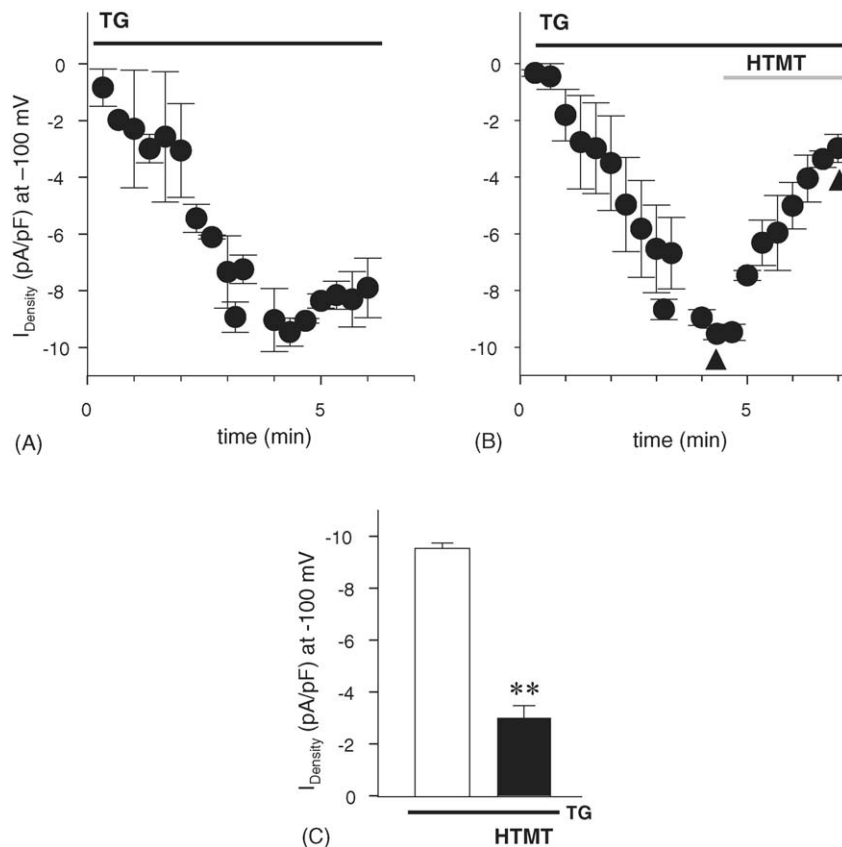 TG
0
-2
-4
-6
-8
-10
I_Density (pA/pF) at –100 mV
0
5
time (min)
(A)
TG
HTMT
0
-2
-4
-6
-8
-10
0
5
time (min)
(B)
-10
-8
-6
-4
-2
0
I_Density (pA/pF) at -100 mV
**
TG
HTMT
(C)